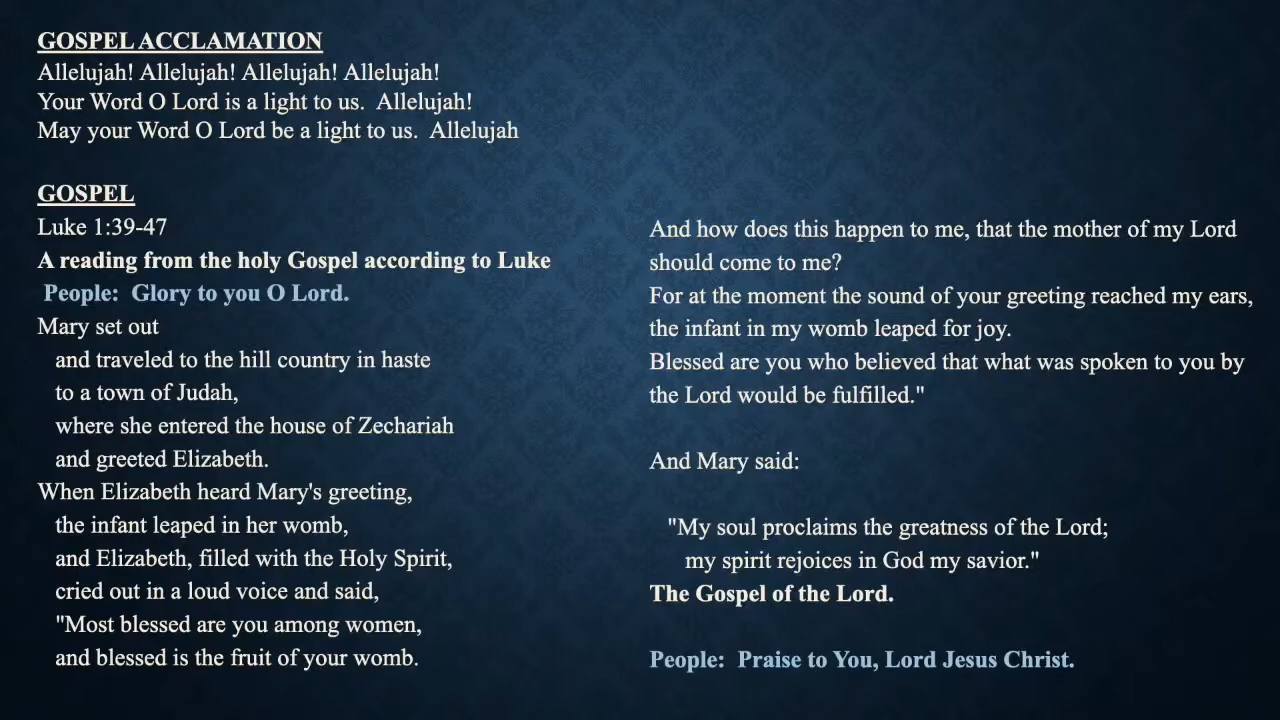 GOSPEL ACCLAMATION
Allelujah! Allelujah! Allelujah! Allelujah!
Your Word O Lord is a light to us.  Allelujah!
May your Word O Lord be a light to us.  Allelujah
GOSPEL
Luke 1:39-47
A reading from the holy Gospel according to Luke
People:  Glory to you O Lord.
Mary set out
and traveled to the hill country in haste
to a town of Judah,
where she entered the house of Zechariah
and greeted Elizabeth.
When Elizabeth heard Mary's greeting,
the infant leaped in her womb,
and Elizabeth, filled with the Holy Spirit,
cried out in a loud voice and said,
"Most blessed are you among women,
and blessed is the fruit of your womb.
And how does this happen to me, that the mother of my Lord
should come to me?
For at the moment the sound of your greeting reached my ears,
the infant in my womb leaped for joy.
Blessed are you who believed that what was spoken to you by
the Lord would be fulfilled."
And Mary said:
"My soul proclaims the greatness of the Lord;
my spirit rejoices in God my savior."
The Gospel of the Lord.
People:  Praise to You, Lord Jesus Christ.